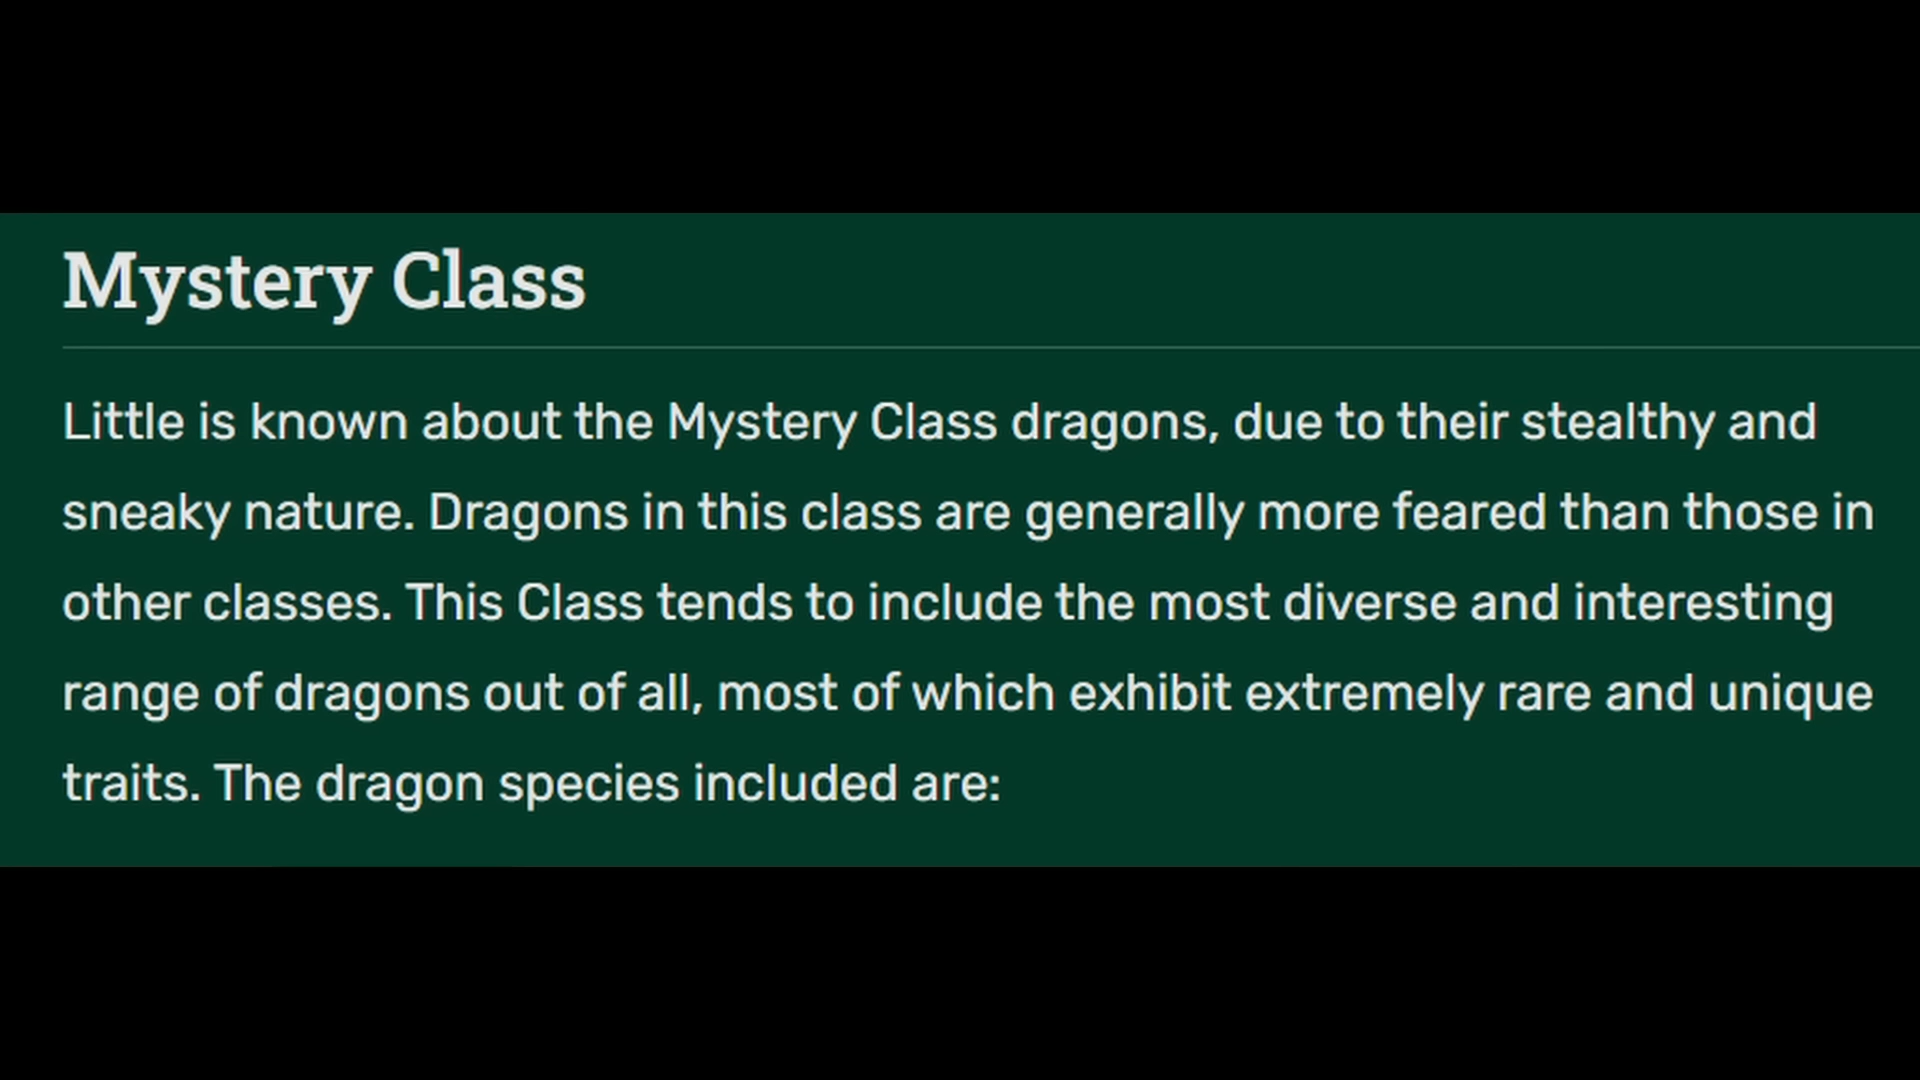 Mystery Class
Little is known about the Mystery Class dragons, due to their stealthy and
sneaky nature. Dragons in this class are generally more feared than those in
other classes. This Class tends to include the most diverse and interesting
range of dragons out of all, most of which exhibit extremely rare and unique
traits. The dragon species included are: